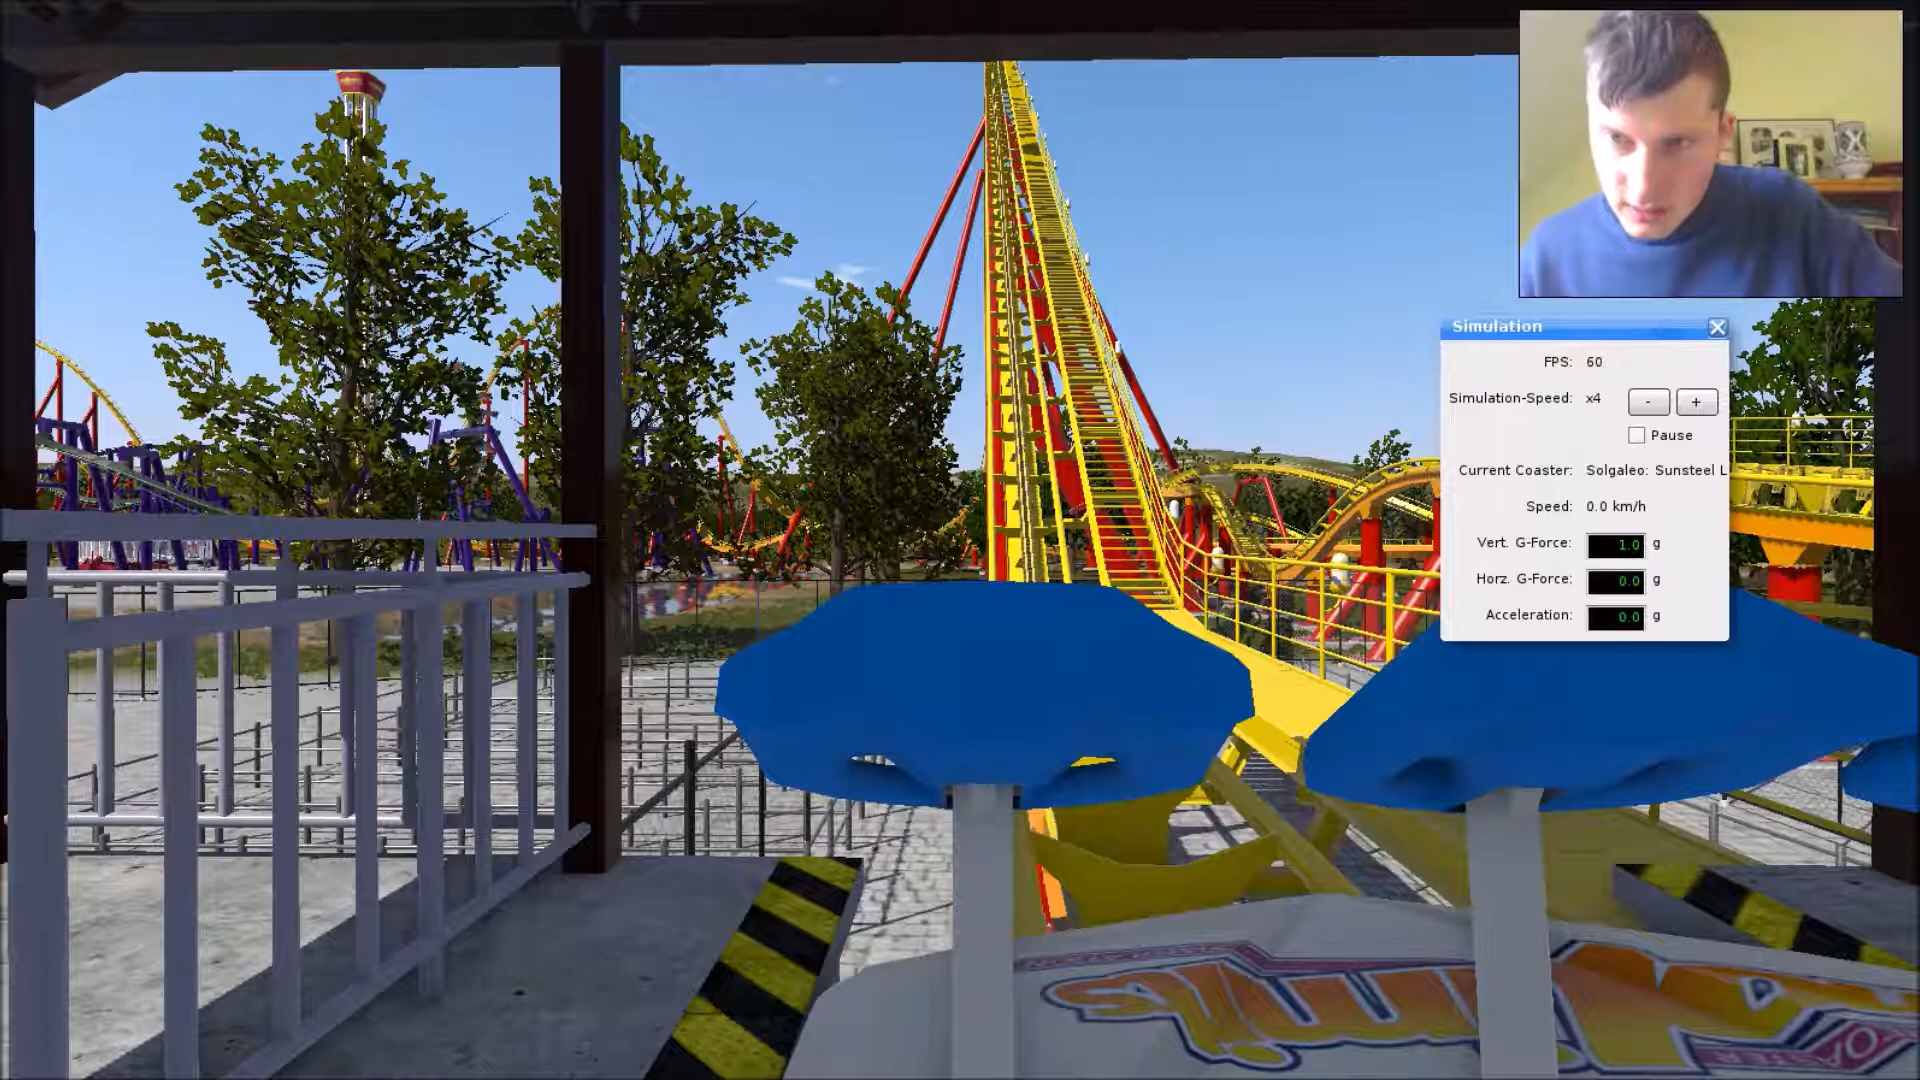 Simulation
FPS: 60
Simulation-Speed: x4 - +
Pause
Current Coaster: Solgaleo: Sunsteel L
Speed: 0.0 km/h
Vert. G-Force: 1.0 g
Horz. G-Force: 0.0 g
Acceleration: 0.0 g